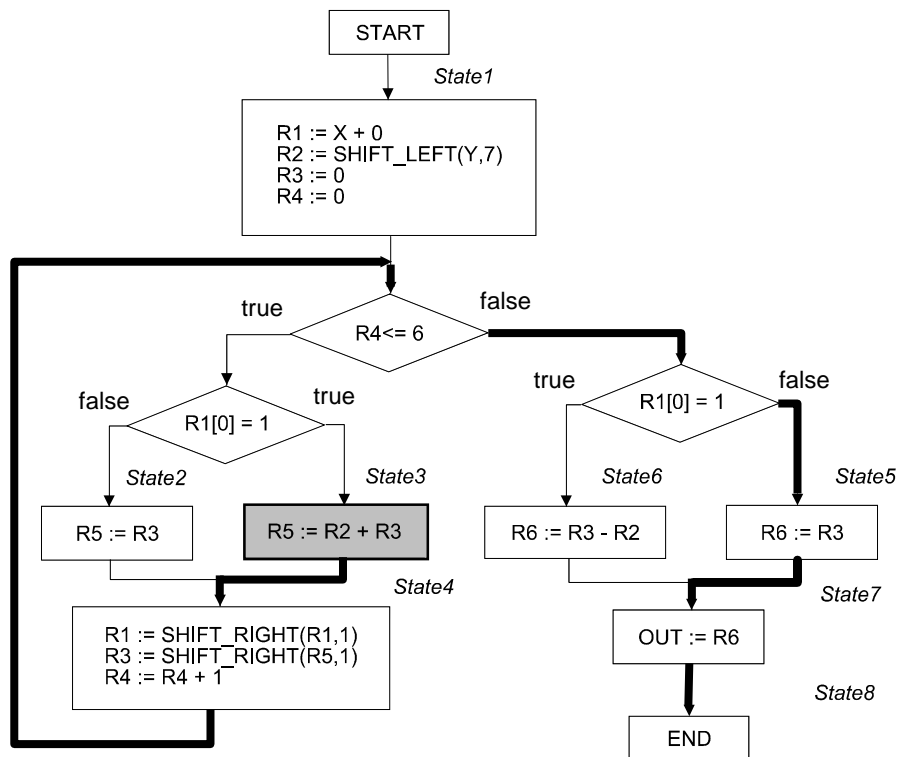 START
State1
R1 := X + 0
R2 := SHIFT_LEFT(Y,7)
R3 := 0
R4 := 0
true
false
R4<= 6
false
true
R1[0] = 1
true
false
R1[0] = 1
State2
State3
State6
State5
R5 := R3
R5 := R2 + R3
R6 := R3 - R2
R6 := R3
State4
State7
R1 := SHIFT_RIGHT(R1,1)
R3 := SHIFT_RIGHT(R5,1)
R4 := R4 + 1
OUT := R6
State8
END